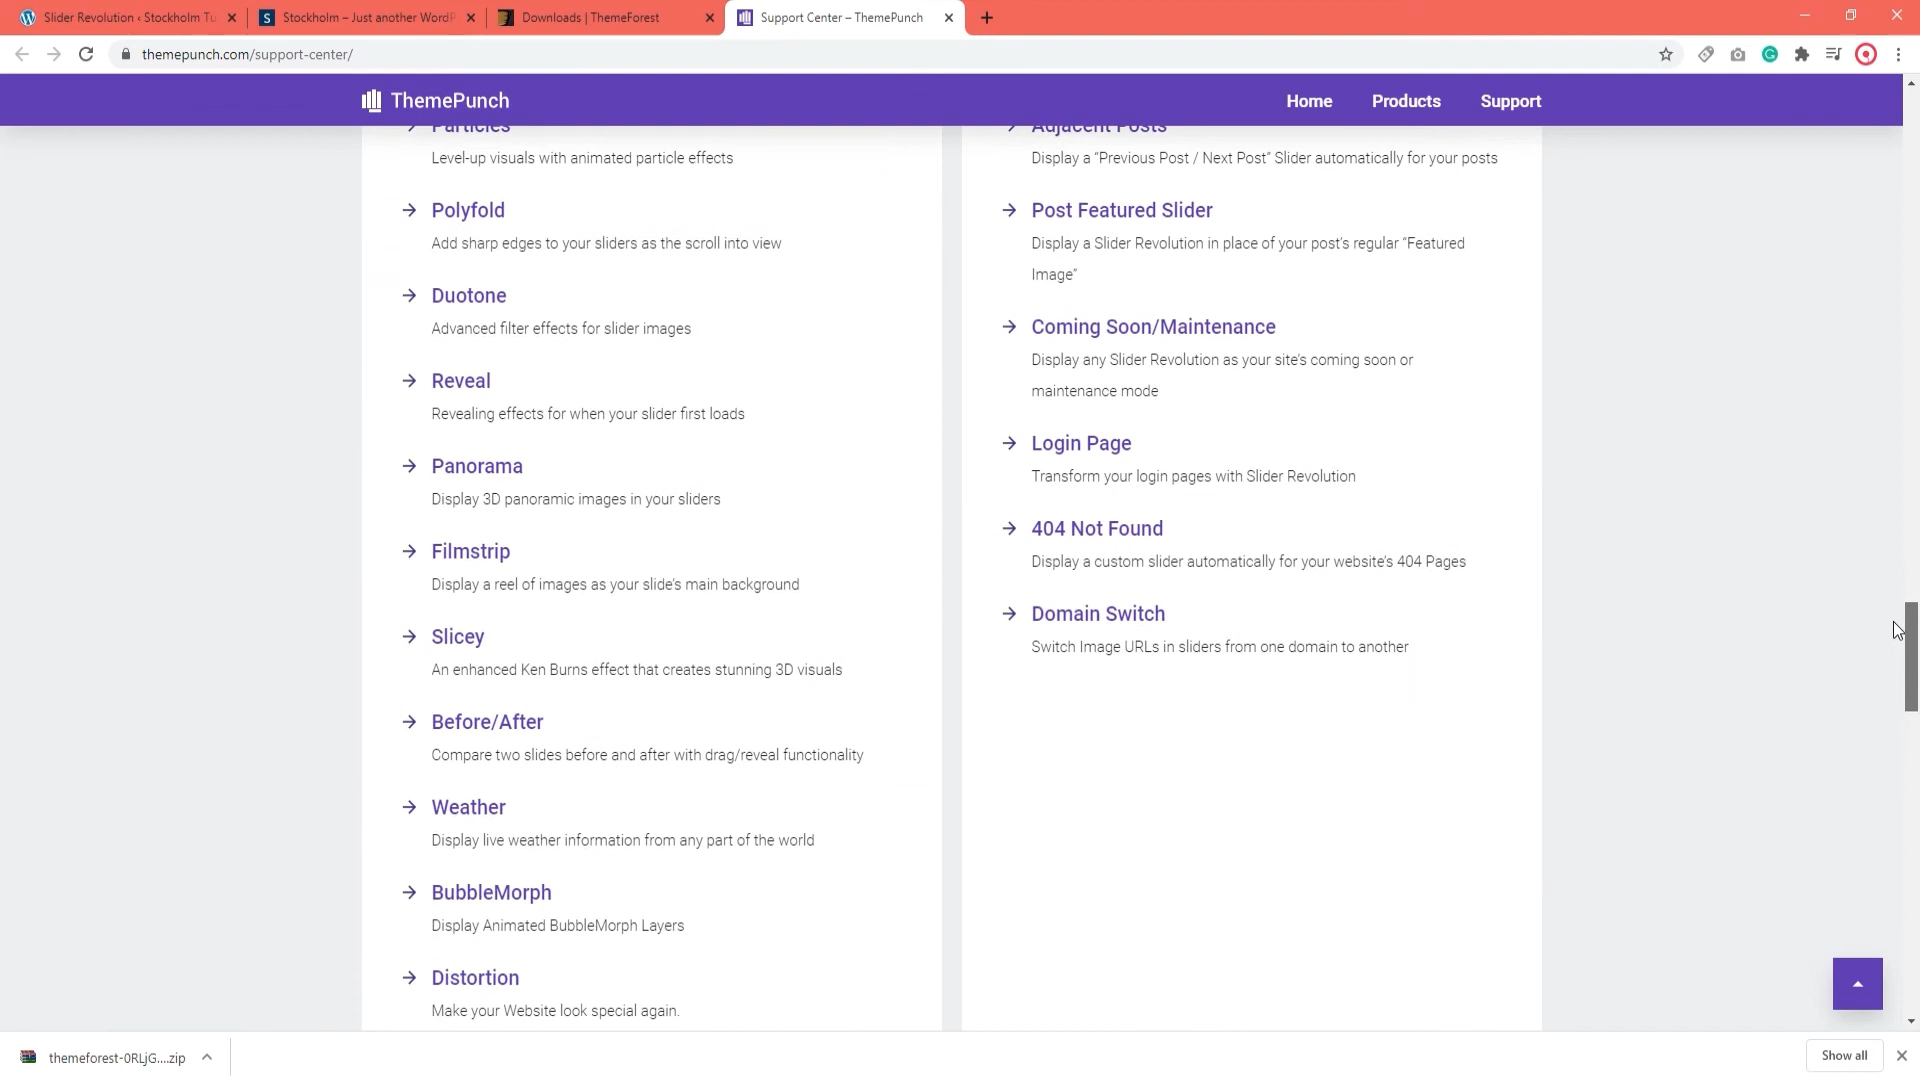 Slider Revolution ‹ Stockholm Tu
Stockholm – Just another WordP
Downloads | ThemeForest
Support Center – ThemePunch
themepunch.com/support-center/
ThemePunch
Home
Products
Support
Particles
Level-up visuals with animated particle effects
Polyfold
Add sharp edges to your sliders as the scroll into view
Duotone
Advanced filter effects for slider images
Reveal
Revealing effects for when your slider first loads
Panorama
Display 3D panoramic images in your sliders
Filmstrip
Display a reel of images as your slide's main background
Slicey
An enhanced Ken Burns effect that creates stunning 3D visuals
Before/After
Compare two slides before and after with drag/reveal functionality
Weather
Display live weather information from any part of the world
BubbleMorph
Display Animated BubbleMorph Layers
Distortion
Make your Website look special again.
Adjacent Posts
Display a “Previous Post / Next Post” Slider automatically for your posts
Post Featured Slider
Display a Slider Revolution in place of your post's regular “Featured
Image”
Coming Soon/Maintenance
Display any Slider Revolution as your site's coming soon or
maintenance mode
Login Page
Transform your login pages with Slider Revolution
404 Not Found
Display a custom slider automatically for your website's 404 Pages
Domain Switch
Switch Image URLs in sliders from one domain to another
themeforest-0RLjG....zip
Show all